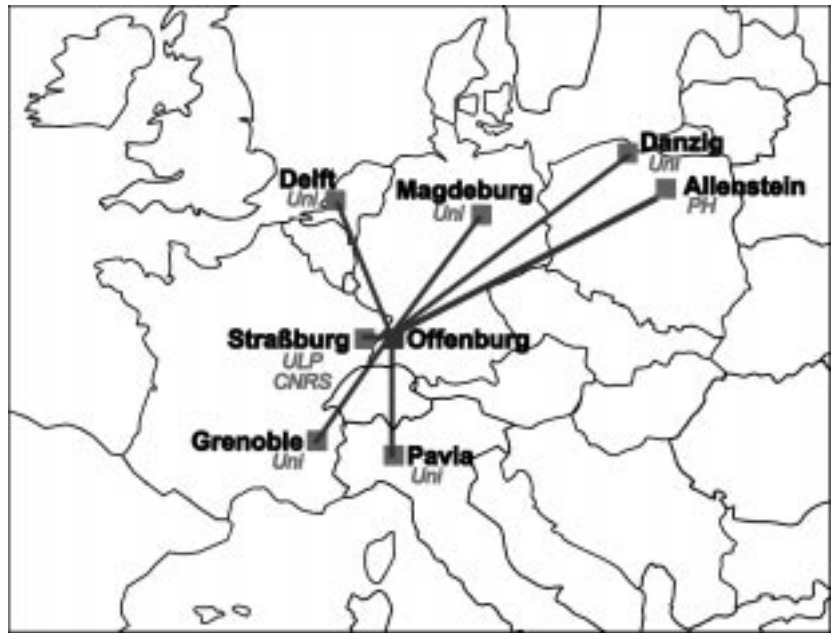 Danzig
Uni
Delft
Uni
Magdeburg
Uni
Allenstein
PH
Straßburg
ULP
CNRS
Offenburg
Grenoble
Uni
Pavia
Uni